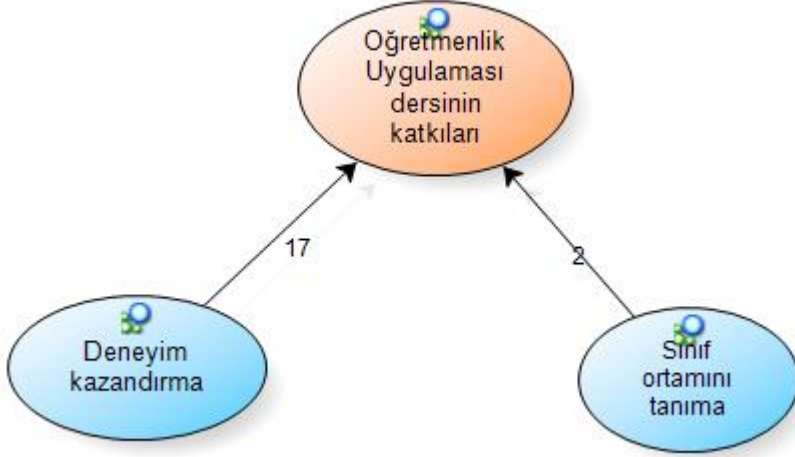 Öğretmenlik
Uygulaması
dersinin
katkıları
17
2
Deneyim
kazandırma
Sınıf
ortamını
tanıma